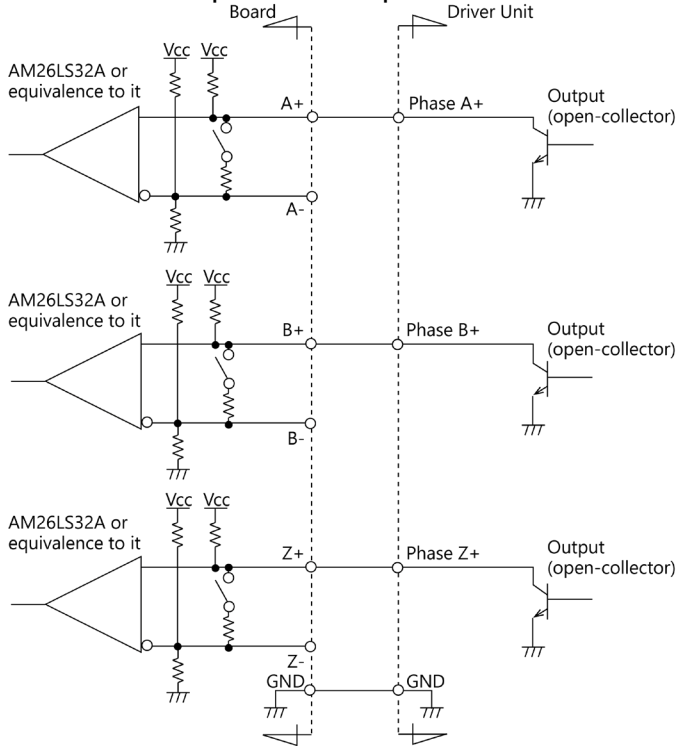 Board
Driver Unit
Vcc Vcc
AM26LS32A or
equivalence to it
A+
Phase A+
Output
(open-collector)
A-
Vcc Vcc
AM26LS32A or
equivalence to it
B+
Phase B+
Output
(open-collector)
B-
Vcc Vcc
AM26LS32A or
equivalence to it
Z+
Phase Z+
Output
(open-collector)
Z-
GND
GND